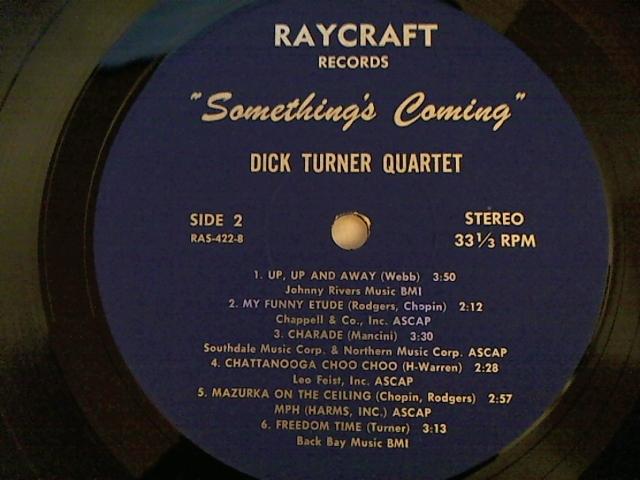 RAYCRAFT
RECORDS
"Something's Coming"
DICK TURNER QUARTET
SIDE 2
RAS-422-B
STEREO
33 1/3 RPM
1. UP, UP AND AWAY (Webb) 3:50
Johnny Rivers Music BMI
2. MY FUNNY ETUDE (Rodgers, Chopin) 2:12
Chappell & Co., Inc. ASCAP
3. CHARADE (Mancini) 3:30
Southdale Music Corp. & Northern Music Corp. ASCAP
4. CHATTANOOGA CHOO CHOO (H-Warren) 2:28
Leo Feist, Inc. ASCAP
5. MAZURKA ON THE CEILING (Chopin, Rodgers) 2:57
MPH (HARMS, INC.) ASCAP
6. FREEDOM TIME (Turner) 3:13
Back Bay Music BMI